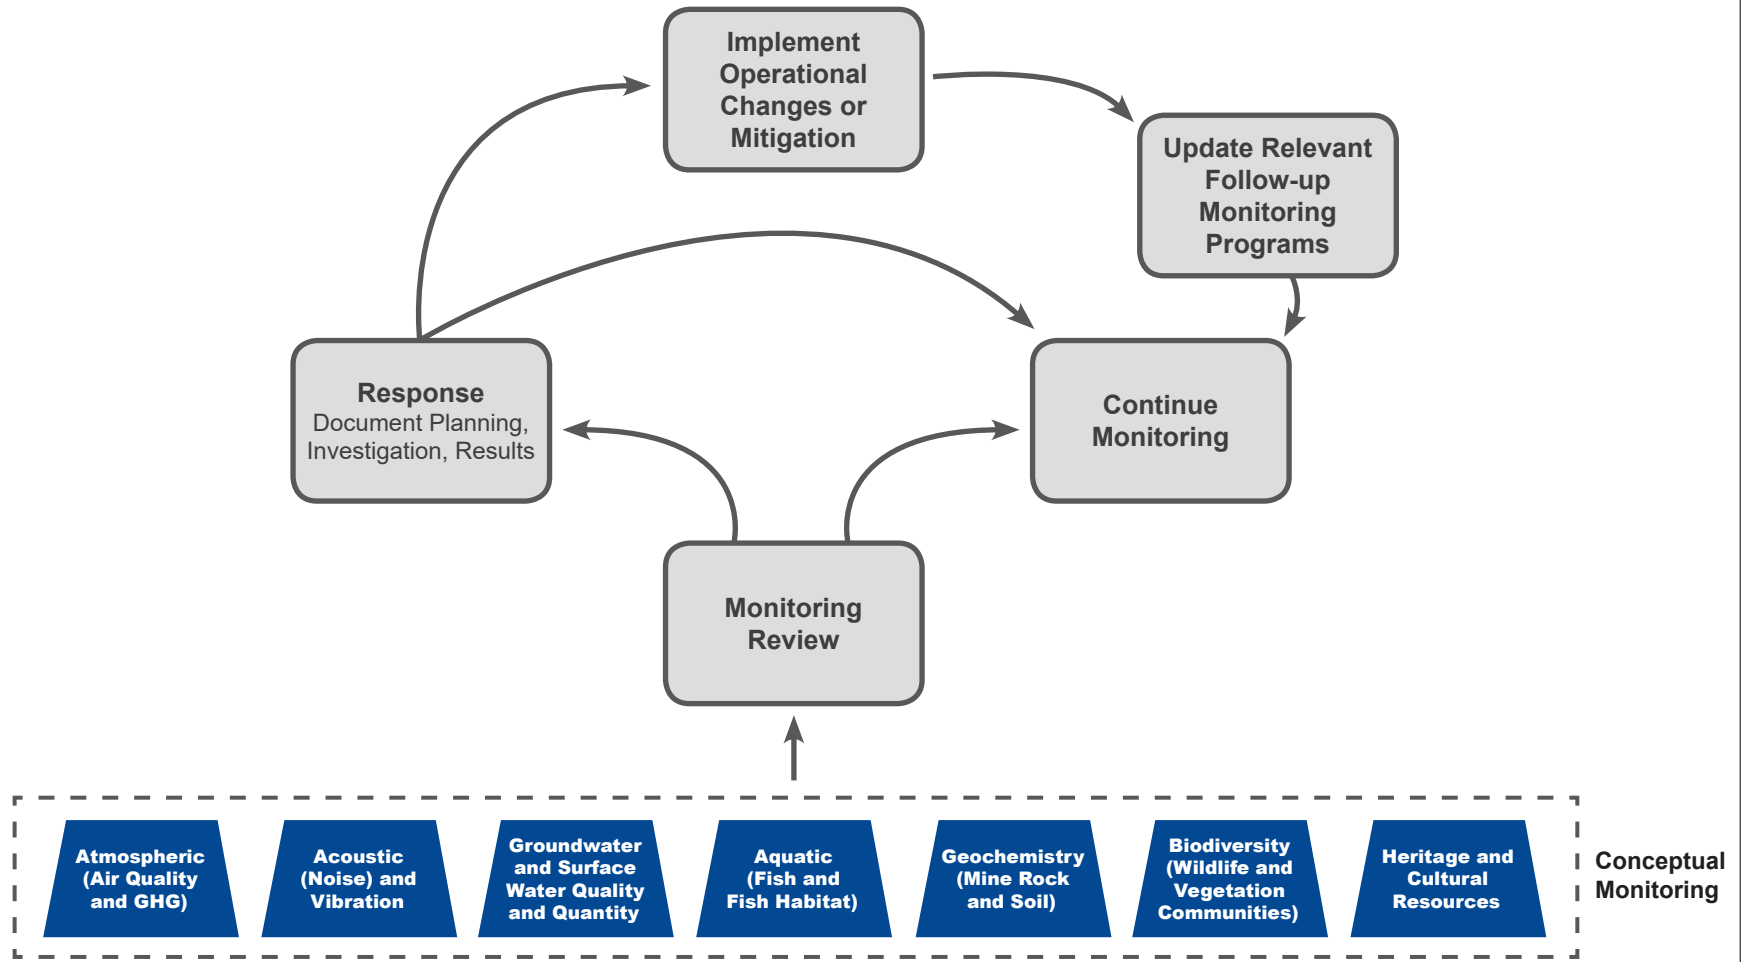 Implement
Operational
Changes or
Mitigation
Update Relevant
Follow-up
Monitoring
Programs
Response
Document Planning,
Investigation, Results
Continue
Monitoring
Monitoring
Review
Atmospheric
(Air Quality
and GHG)
Acoustic
(Noise) and
Vibration
Groundwater
and Surface
Water Quality
and Quantity
Aquatic
(Fish and
Fish Habitat)
Geochemistry
(Mine Rock
and Soil)
Biodiversity
(Wildlife and
Vegetation
Communities)
Heritage and
Cultural
Resources
Conceptual
Monitoring